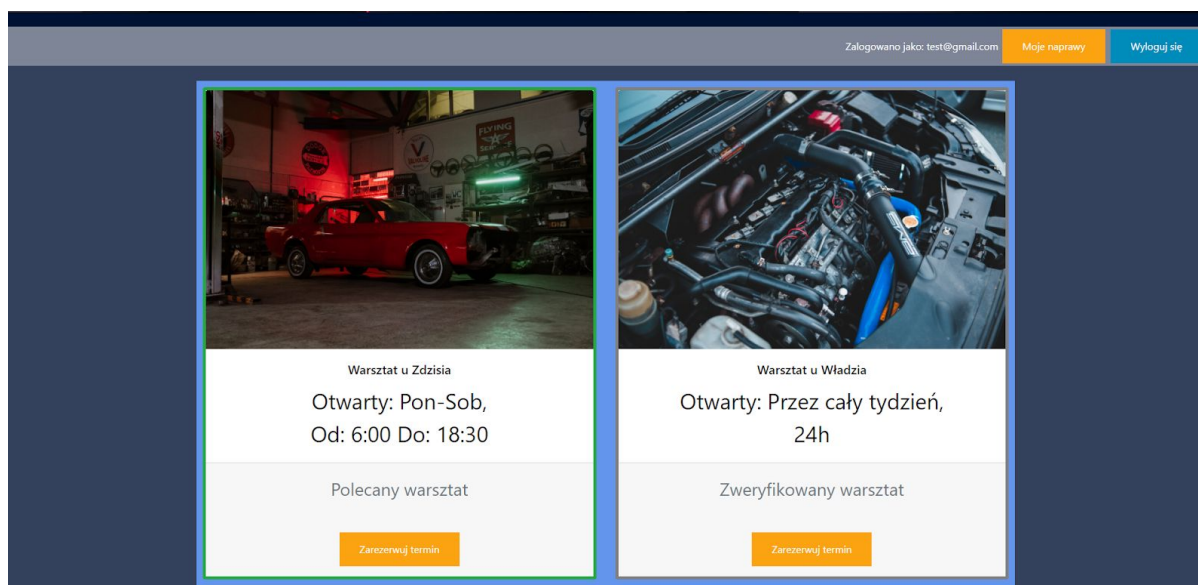 Zalogowano jako: test@gmail.com
Moje naprawy
Wyloguj się
FLYING
Warsztat u Zdzisia
Otwarty: Pon-Sob,
Od: 6:00 Do: 18:30
Polecany warsztat
Zarezerwuj termin
Warsztat u Władzia
Otwarty: Przez cały tydzień,
24h
Zweryfikowany warsztat
Zarezerwuj termin